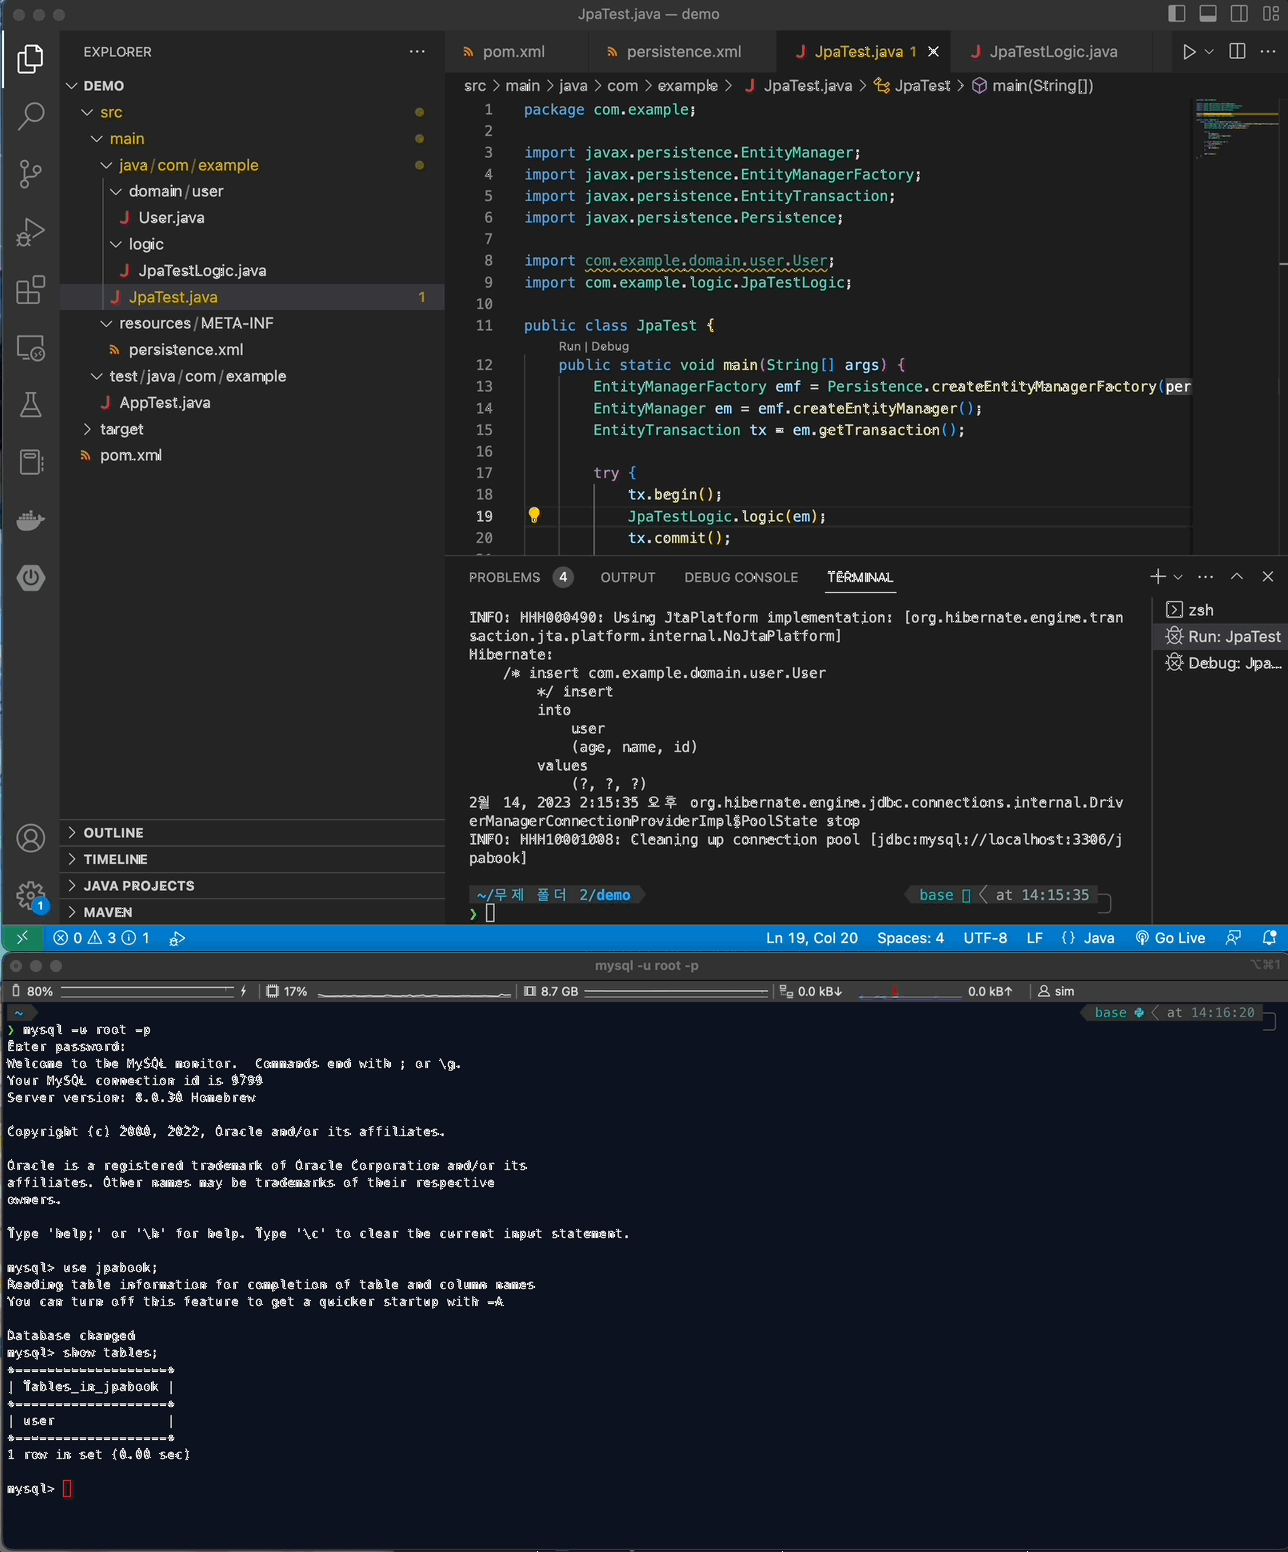 JpaTest.java — demo
EXPLORER
DEMO
src
main
java/com/example
domain/user
User.java
logic
JpaTestLogic.java
JpaTest.java 1
resources/META-INF
persistence.xml
test/java/com/example
AppTest.java
target
pom.xml
OUTLINE
TIMELINE
JAVA PROJECTS
MAVEN
1
pom.xml persistence.xml JpaTest.java 1 JpaTestLogic.java
src > main > java > com > example > JpaTest.java > JpaTest > main(String[])
1 package com.example;
2
3 import javax.persistence.EntityManager;
4 import javax.persistence.EntityManagerFactory;
5 import javax.persistence.EntityTransaction;
6 import javax.persistence.Persistence;
7
8 import com.example.domain.user.User;
9 import com.example.logic.JpaTestLogic;
10
11 public class JpaTest {
Run | Debug
12 public static void main(String[] args) {
13 EntityManagerFactory emf = Persistence.createEntityManagerFactory(per
14 EntityManager em = emf.createEntityManager();
15 EntityTransaction tx = em.getTransaction();
16
17 try {
18 tx.begin();
19 JpaTestLogic.logic(em);
20 tx.commit();
PROBLEMS 4 OUTPUT DEBUG CONSOLE TERMINAL
INFO: HHH000490: Using JtaPlatform implementation: [org.hibernate.engine.tran
saction.jta.platform.internal.NoJtaPlatform]
Hibernate:
/* insert com.example.domain.user.User
*/ insert
into
user
(age, name, id)
values
(?, ?, ?)
2월 14, 2023 2:15:35 오후 org.hibernate.engine.jdbc.connections.internal.Driv
erManagerConnectionProviderImpl$PoolState stop
INFO: HHH10001008: Cleaning up connection pool [jdbc:mysql://localhost:3306/j
pabook]
~/무제 폴더 2/demo base at 14:15:35
❯
zsh
Run: JpaTest
Debug: Jpa...
0 3 1 Ln 19, Col 20 Spaces: 4 UTF-8 LF {} Java Go Live
mysql -u root -p ⌥⌘1
80% 17% 8.7 GB 0.0 kB↓ 0.0 kB↑ sim
~ base at 14:16:20
❯ mysql -u root -p
Enter password:
Welcome to the MySQL monitor.  Commands end with ; or \g.
Your MySQL connection id is 9799
Server version: 8.0.30 Homebrew
Copyright (c) 2000, 2022, Oracle and/or its affiliates.
Oracle is a registered trademark of Oracle Corporation and/or its
affiliates. Other names may be trademarks of their respective
owners.
Type 'help;' or '\h' for help. Type '\c' to clear the current input statement.
mysql> use jpabook;
Reading table information for completion of table and column names
You can turn off this feature to get a quicker startup with -A
Database changed
mysql> show tables;
+-------------------+
| Tables_in_jpabook |
+-------------------+
| user              |
+-------------------+
1 row in set (0.00 sec)
mysql>